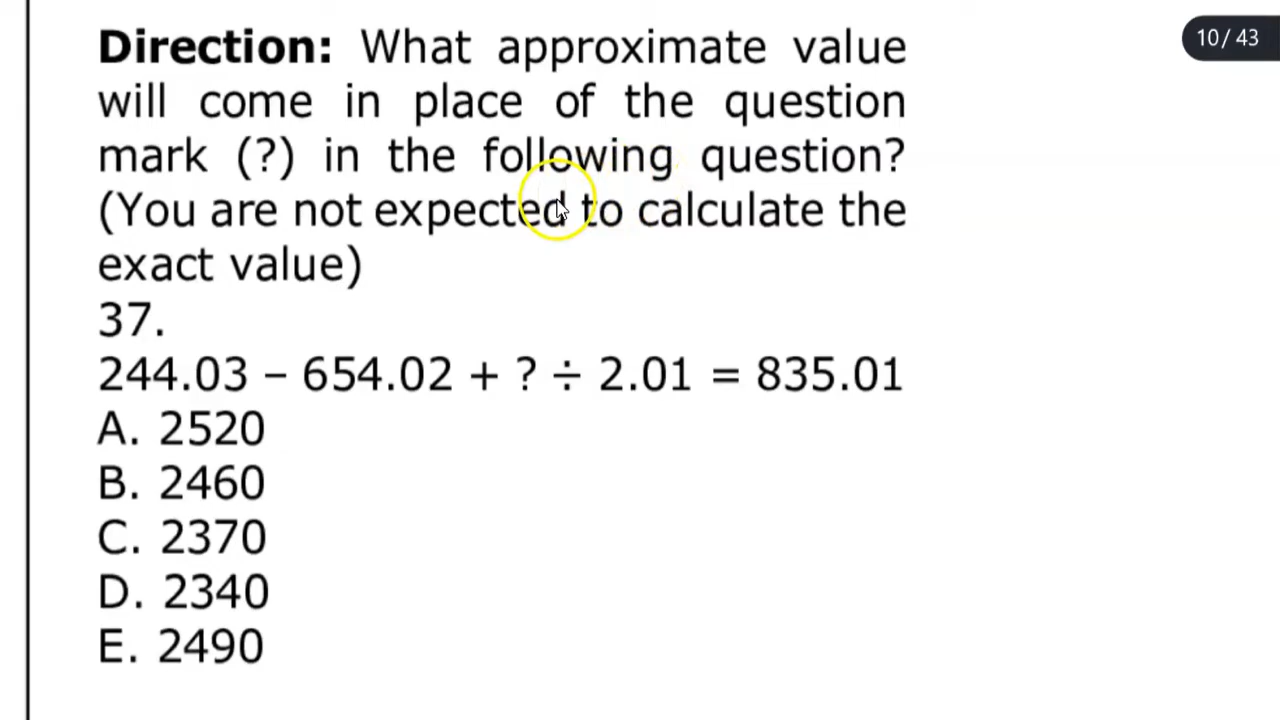 10/ 43
Direction: What approximate value
will come in place of the question
mark (?) in the following question?
(You are not expected to calculate the
exact value)
37.
244.03 – 654.02 + ? ÷ 2.01 = 835.01
A. 2520
B. 2460
C. 2370
D. 2340
E. 2490